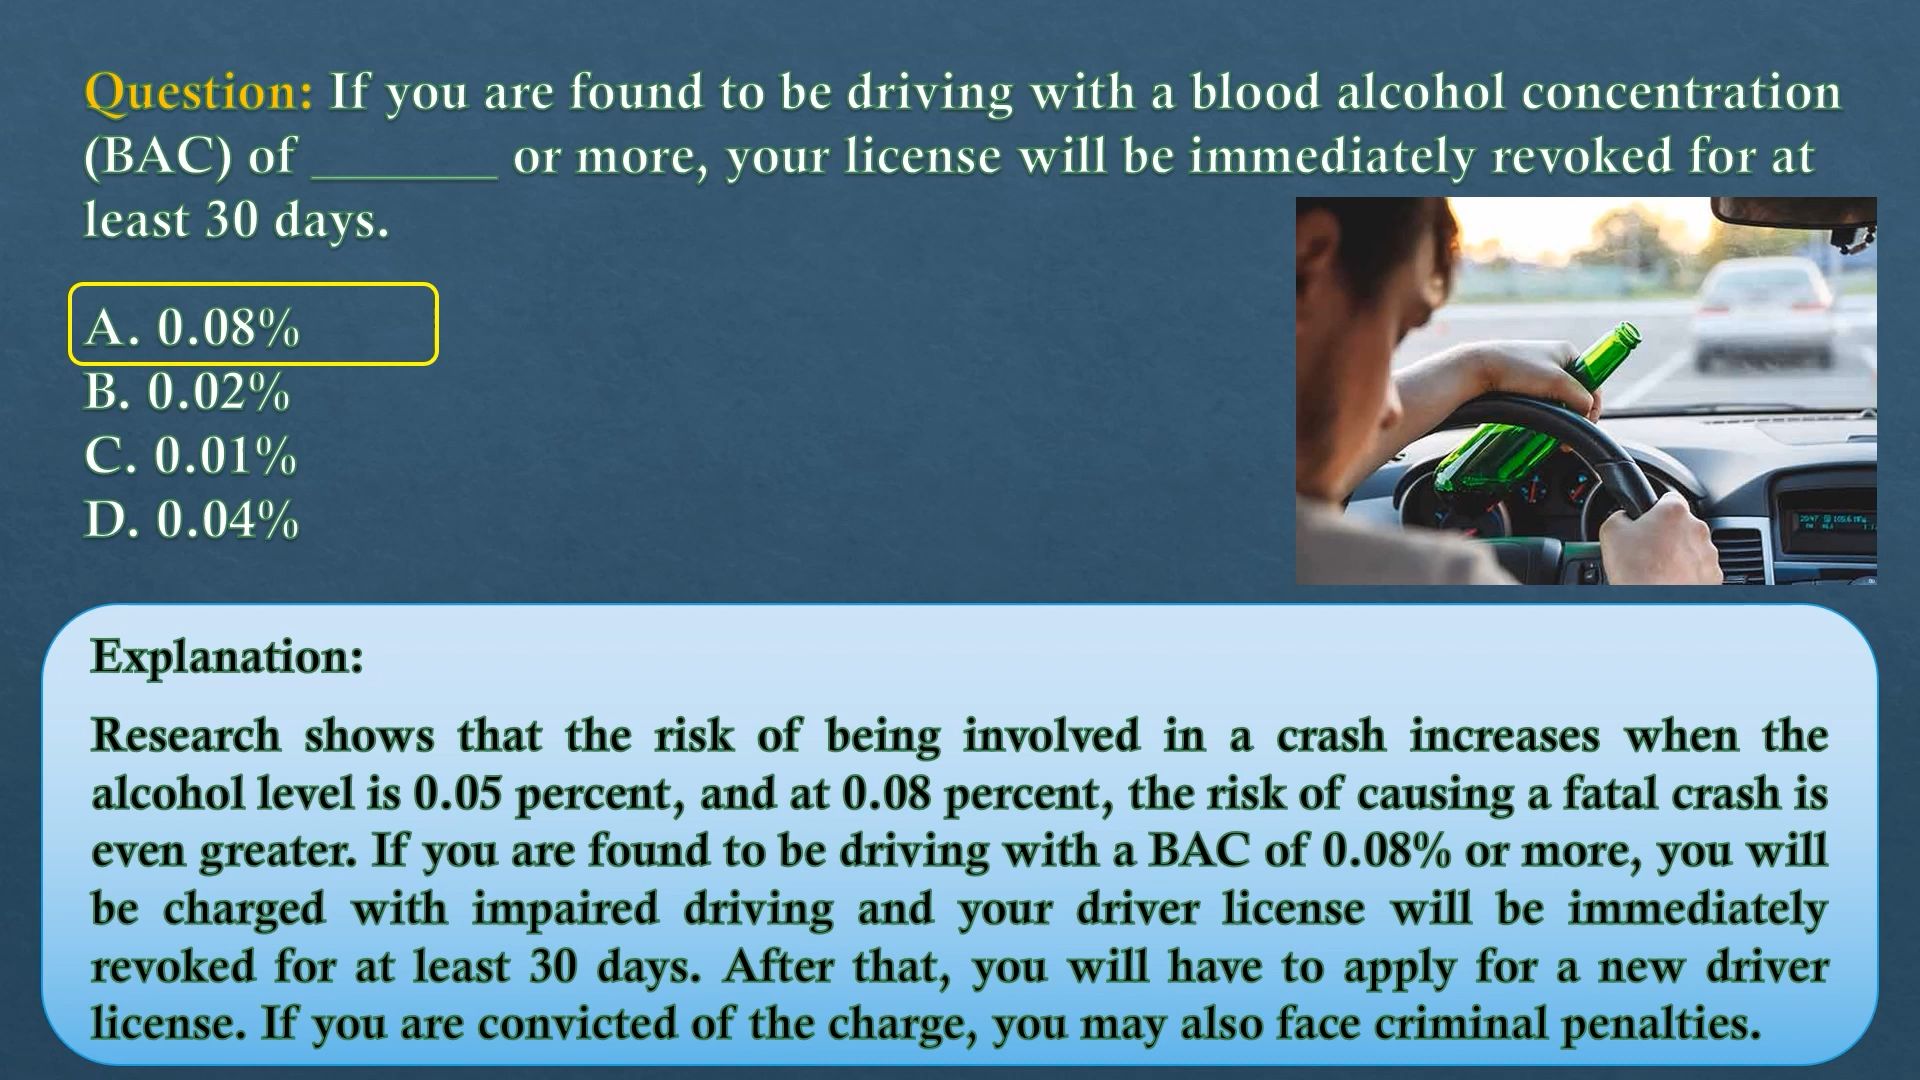 Question: If you are found to be driving with a blood alcohol concentration
(BAC) of _______ or more, your license will be immediately revoked for at
least 30 days.
A. 0.08%
B. 0.02%
C. 0.01%
D. 0.04%
Explanation:
Research shows that the risk of being involved in a crash increases when the
alcohol level is 0.05 percent, and at 0.08 percent, the risk of causing a fatal crash is
even greater. If you are found to be driving with a BAC of 0.08% or more, you will
be charged with impaired driving and your driver license will be immediately
revoked for at least 30 days. After that, you will have to apply for a new driver
license. If you are convicted of the charge, you may also face criminal penalties.